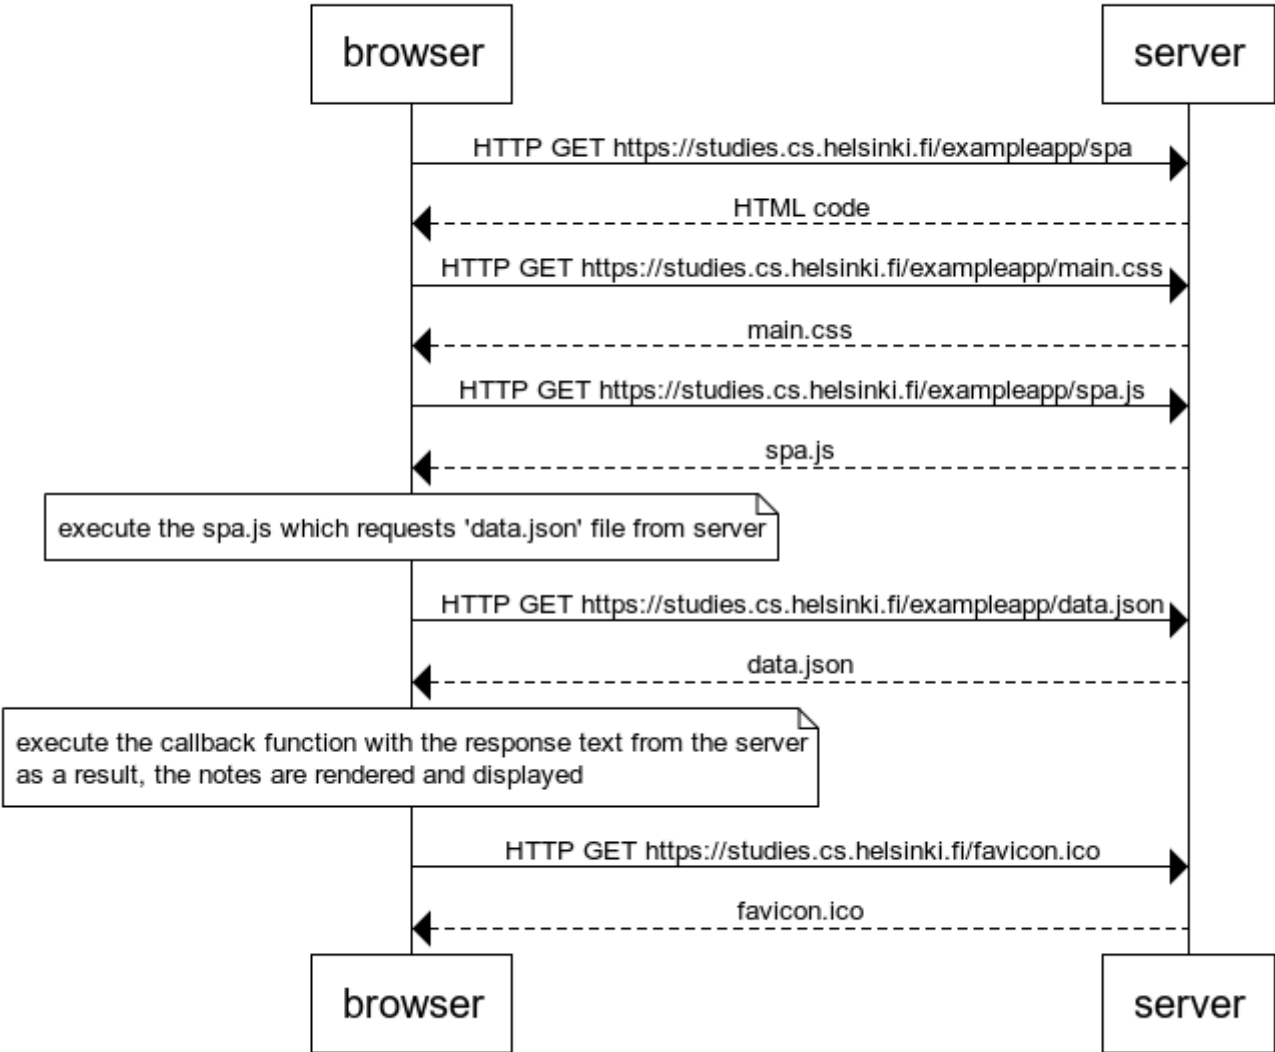 browser
server
HTTP GET https://studies.cs.helsinki.fi/exampleapp/spa
HTML code
HTTP GET https://studies.cs.helsinki.fi/exampleapp/main.css
main.css
HTTP GET https://studies.cs.helsinki.fi/exampleapp/spa.js
spa.js
execute the spa.js which requests 'data.json' file from server
HTTP GET https://studies.cs.helsinki.fi/exampleapp/data.json
data.json
execute the callback function with the response text from the server
as a result, the notes are rendered and displayed
HTTP GET https://studies.cs.helsinki.fi/favicon.ico
favicon.ico
browser
server